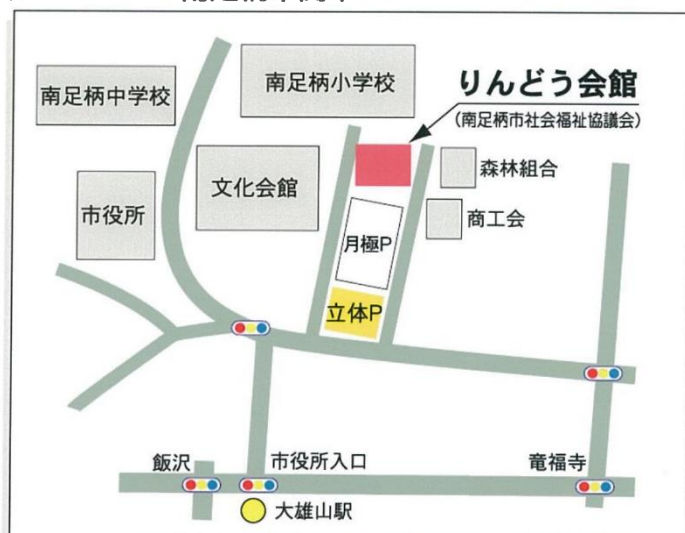 南足柄小学校
南足柄中学校
りんどう会館
(南足柄市社会福祉協議会)
森林組合
文化会館
市役所
商工会
月極P
立体P
飯沢
市役所入口
竜福寺
大雄山駅